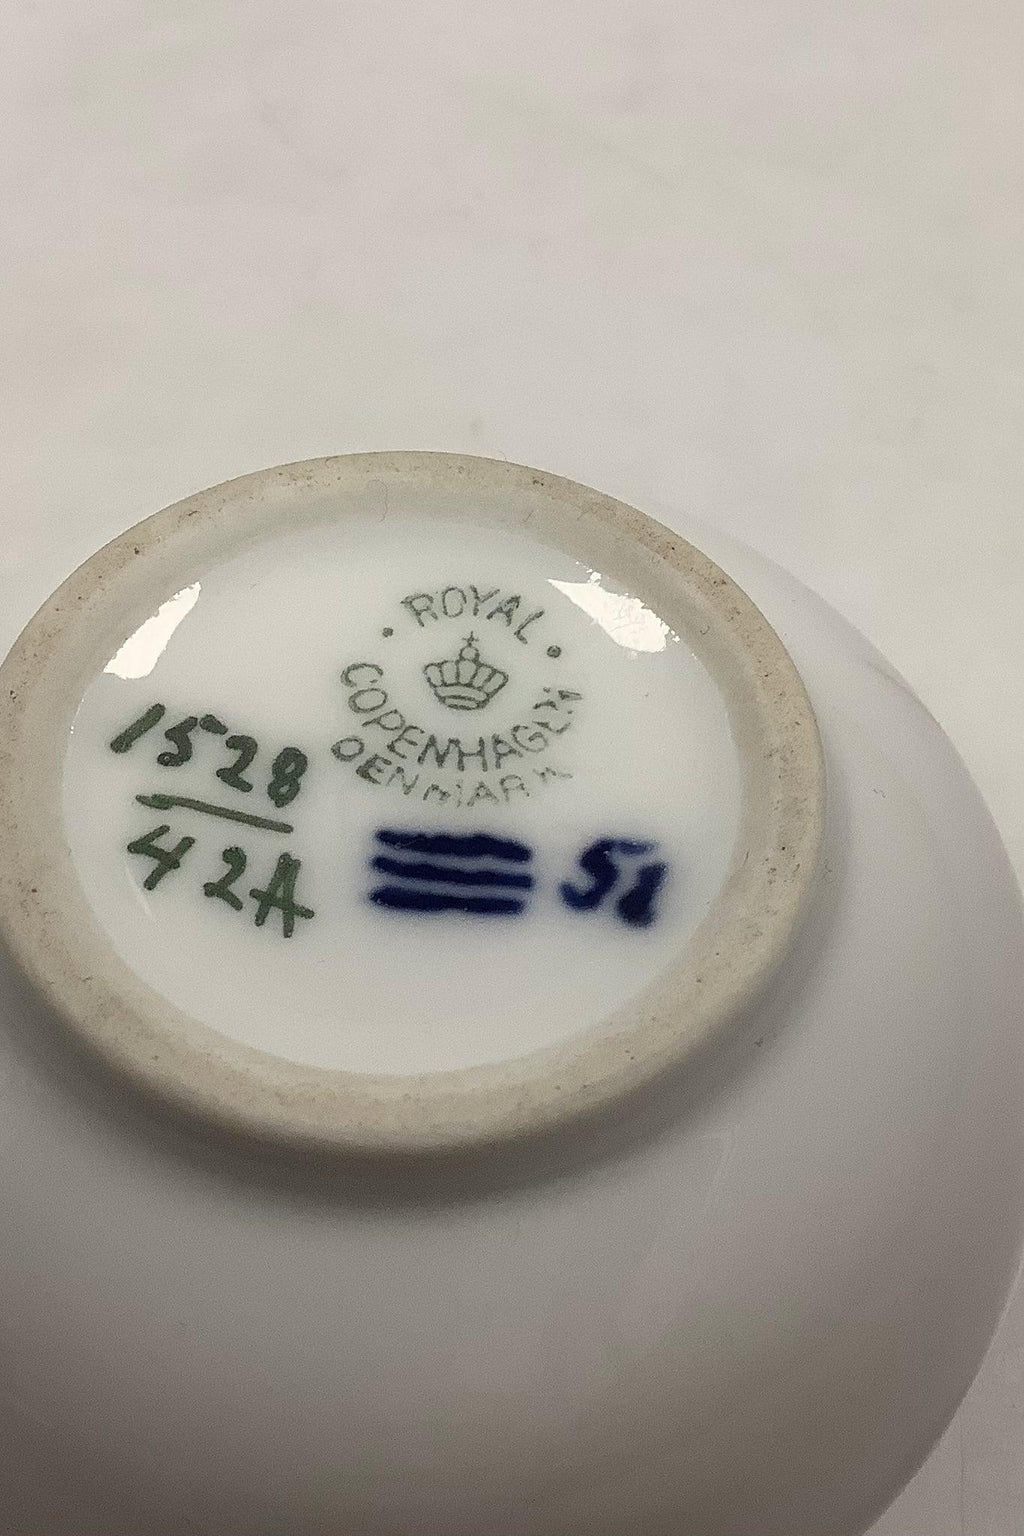 ROYAL
COPENHAGEN
DENMARK
1528
42A
51